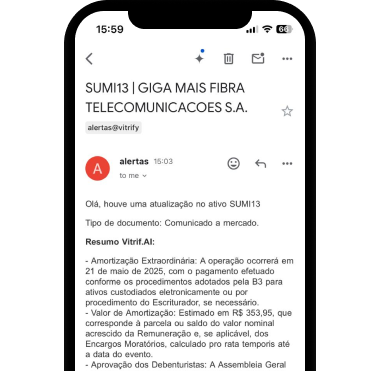 15:59
66
SUMI13 | GIGA MAIS FIBRA
TELECOMUNICACOES S.A.
alertas@vitrify
A
alertas 15:03
to me
Olá, houve uma atualização no ativo SUMI13
Tipo de documento: Comunicado a mercado.
Resumo Vitrif.AI:
- Amortização Extraordinária: A operação ocorrerá em
21 de maio de 2025, com o pagamento efetuado
conforme os procedimentos adotados pela B3 para
ativos custodiados eletronicamente ou por
procedimento do Escriturador, se necessário.
- Valor de Amortização: Estimado em R$ 353,95, que
corresponde à parcela ou saldo do valor nominal
acrescido da Remuneração e, se aplicável, dos
Encargos Moratórios, calculado pro rata temporis até
a data do evento.
- Aprovação dos Debenturistas: A Assembleia Geral